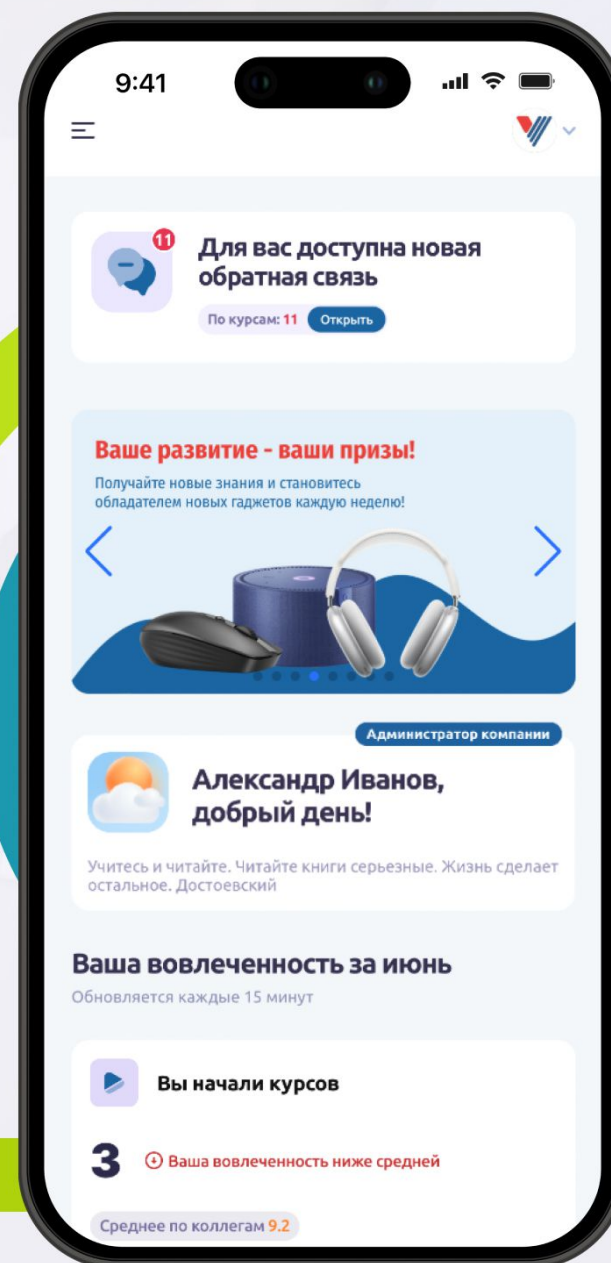 9:41
11
Для вас доступна новая
обратная связь
По курсам: 11 Открыть
Ваше развитие - ваши призы!
Получайте новые знания и становитесь
обладателем новых гаджетов каждую неделю!
Администратор компании
Александр Иванов,
добрый день!
Учитесь и читайте. Читайте книги серьезные. Жизнь сделает
остальное. Достоевский
Ваша вовлеченность за июнь
Обновляется каждые 15 минут
Вы начали курсов
3 Ваша вовлеченность ниже средней
Среднее по коллегам 9.2